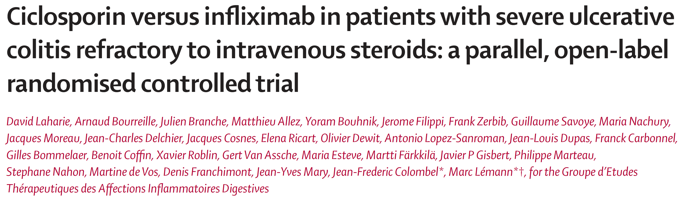 Ciclosporin versus infliximab in patients with severe ulcerative
colitis refractory to intravenous steroids: a parallel, open-label
randomised controlled trial
David Laharie, Arnaud Bourreille, Julien Branche, Matthieu Allez, Yoram Bouhnik, Jerome Filippi, Frank Zerbib, Guillaume Savoye, Maria Nachury,
Jacques Moreau, Jean-Charles Delchier, Jacques Cosnes, Elena Ricart, Olivier Dewit, Antonio Lopez-Sanroman, Jean-Louis Dupas, Franck Carbonnel,
Gilles Bommelaer, Benoit Coffin, Xavier Roblin, Gert Van Assche, Maria Esteve, Martti Färkkilä, Javier P Gisbert, Philippe Marteau,
Stephane Nahon, Martine de Vos, Denis Franchimont, Jean-Yves Mary, Jean-Frederic Colombel*, Marc Lémann*†, for the Groupe d'Etudes
Thérapeutiques des Affections Inflammatoires Digestives